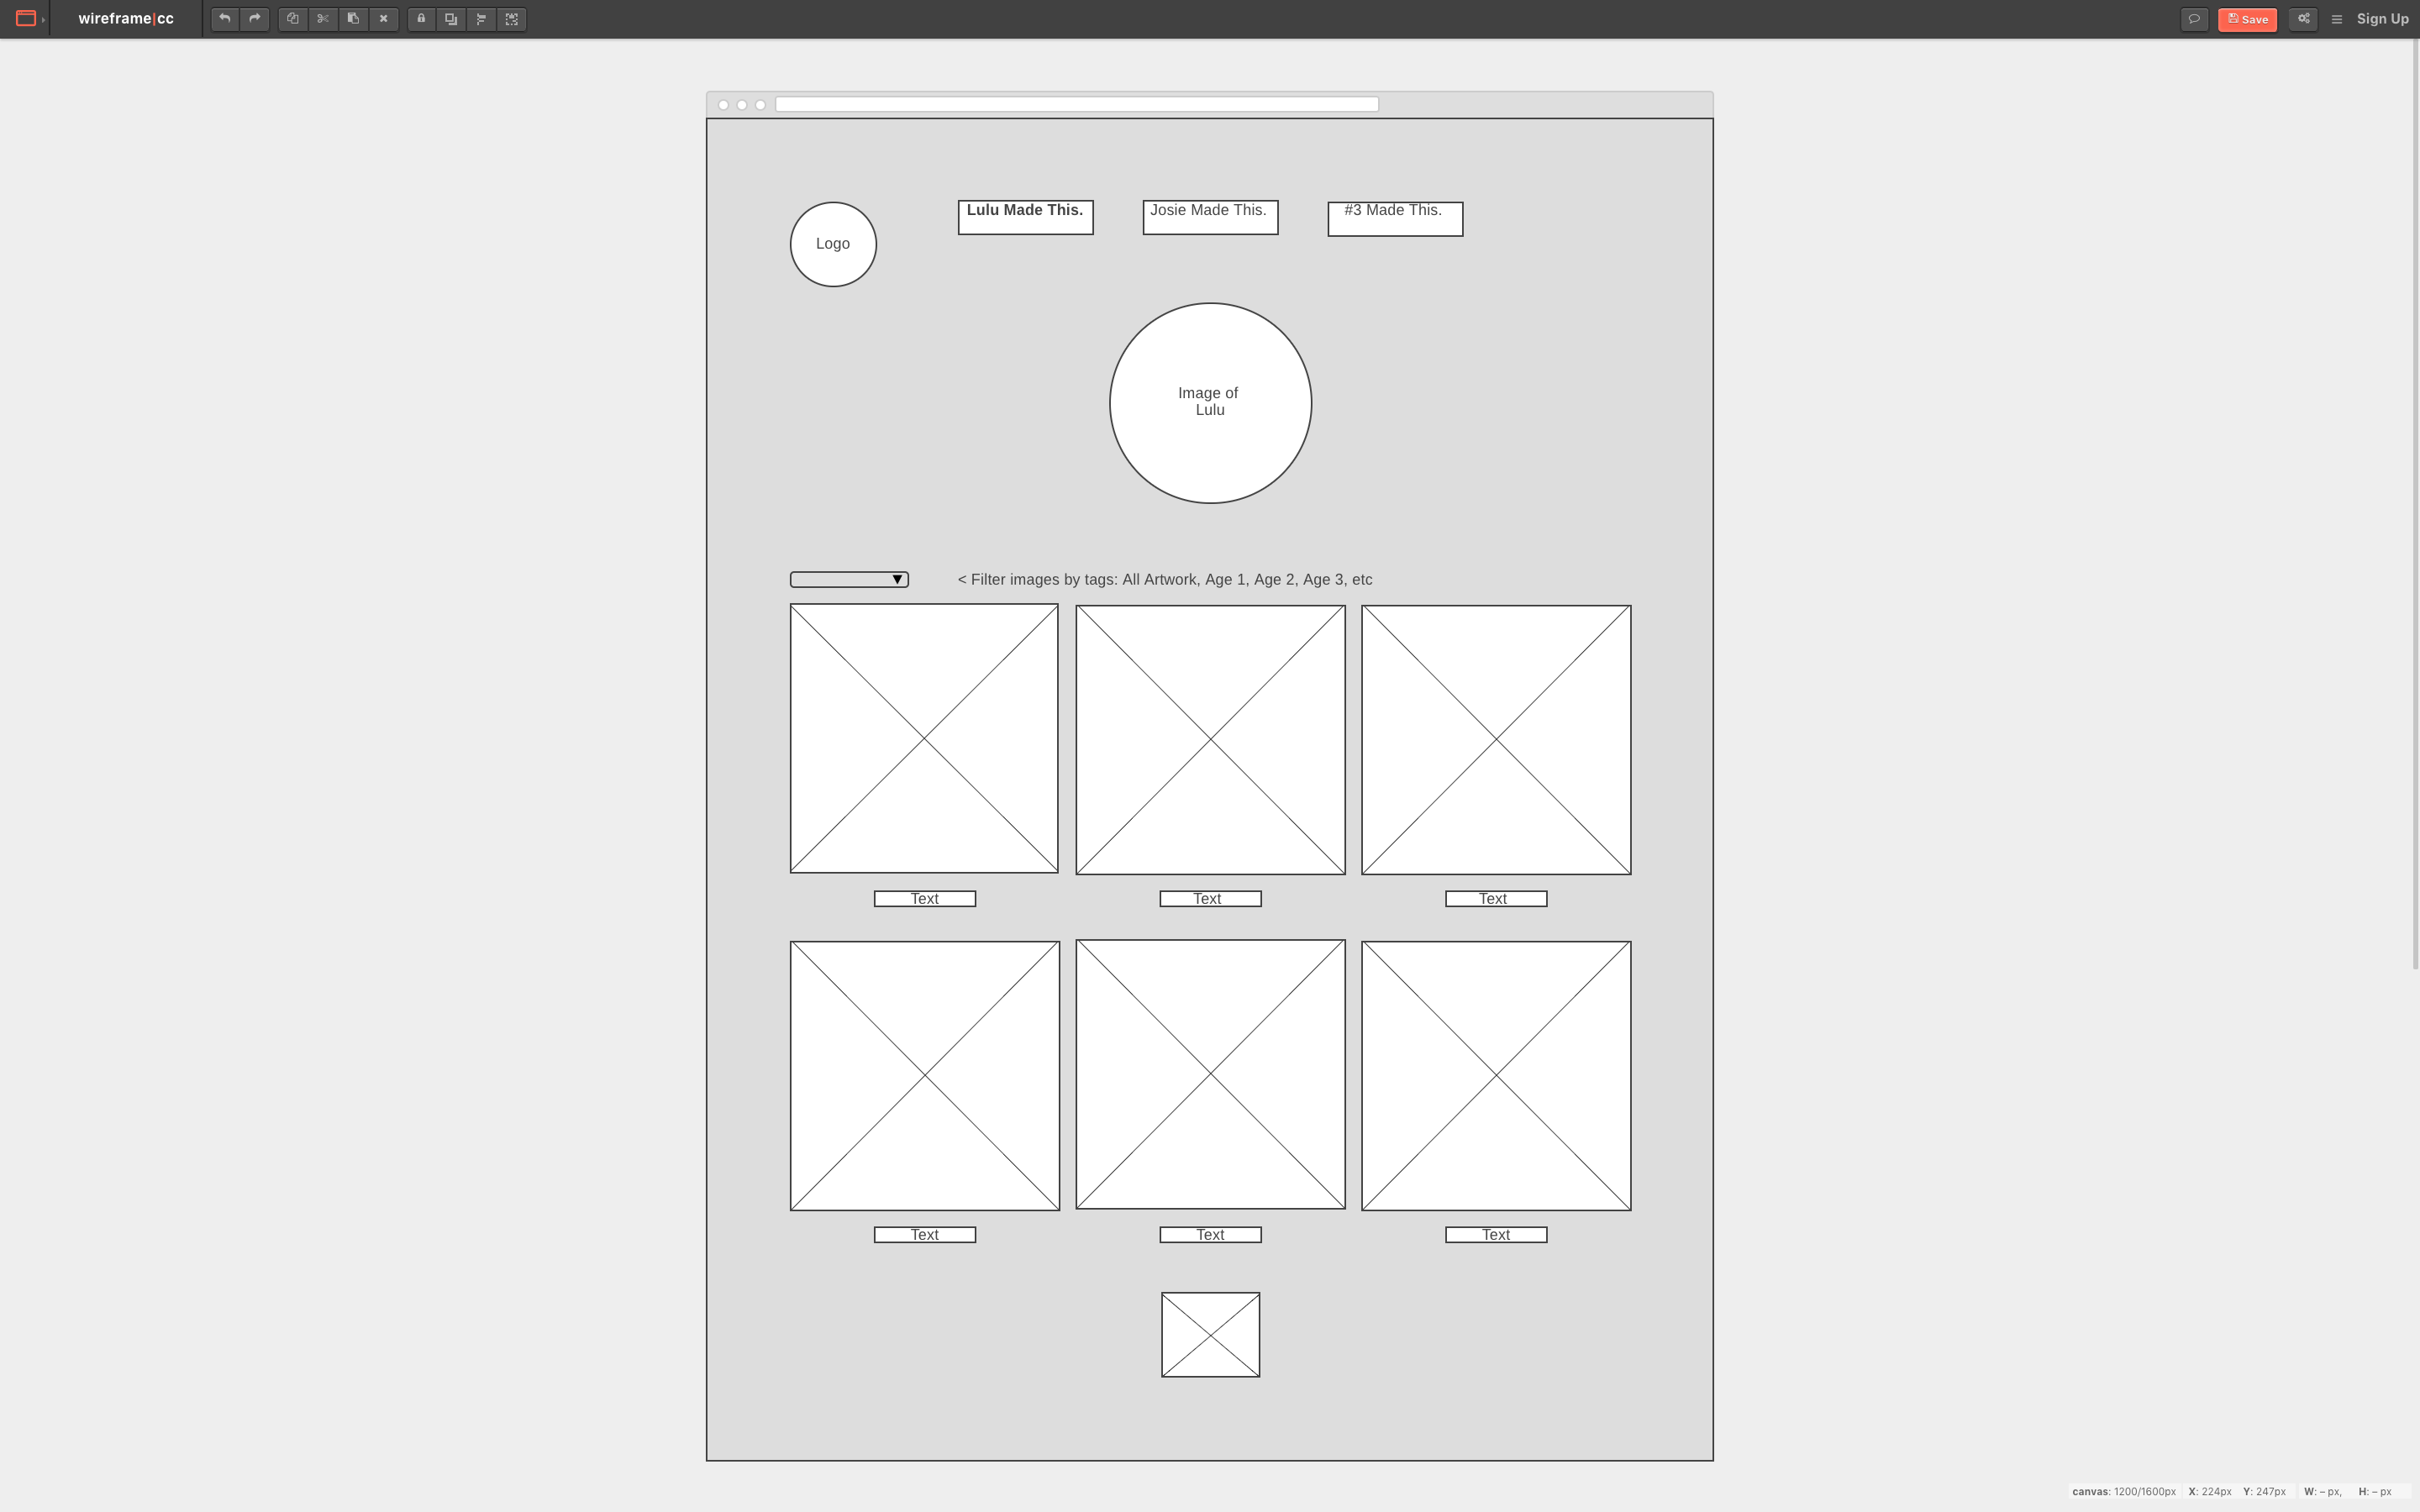 wireframe|cc
Save
Sign Up
Lulu Made This.
Josie Made This.
#3 Made This.
Logo
Image of
Lulu
< Filter images by tags: All Artwork, Age 1, Age 2, Age 3, etc
Text
Text
Text
Text
Text
Text
canvas: 1200/1600px X: 224px Y: 247px W: – px, H: – px